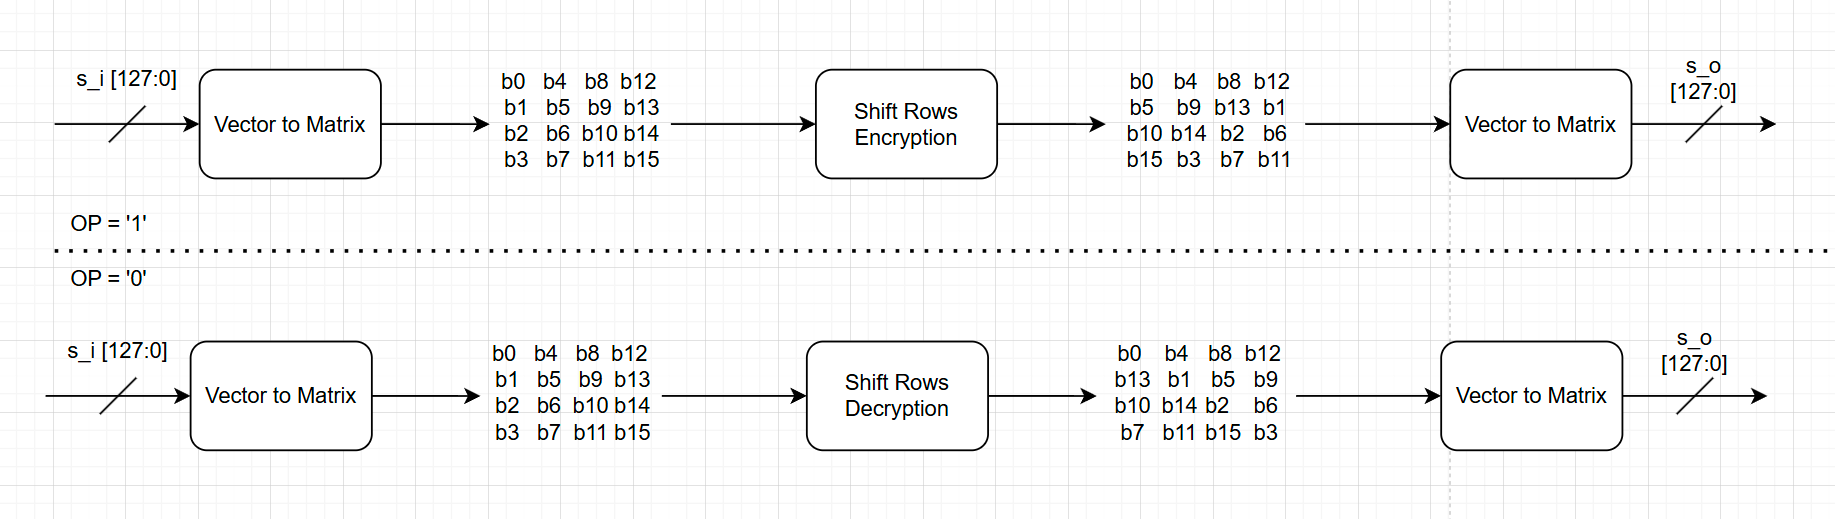 s_i [127:0]
Vector to Matrix
b0 b4 b8 b12
b1 b5 b9 b13
b2 b6 b10 b14
b3 b7 b11 b15
Shift Rows
Encryption
b0 b4 b8 b12
b5 b9 b13 b1
b10 b14 b2 b6
b15 b3 b7 b11
Vector to Matrix
s_o
[127:0]
OP = '1'
OP = '0'
s_i [127:0]
Vector to Matrix
b0 b4 b8 b12
b1 b5 b9 b13
b2 b6 b10 b14
b3 b7 b11 b15
Shift Rows
Decryption
b0 b4 b8 b12
b13 b1 b5 b9
b10 b14 b2 b6
b7 b11 b15 b3
Vector to Matrix
s_o
[127:0]